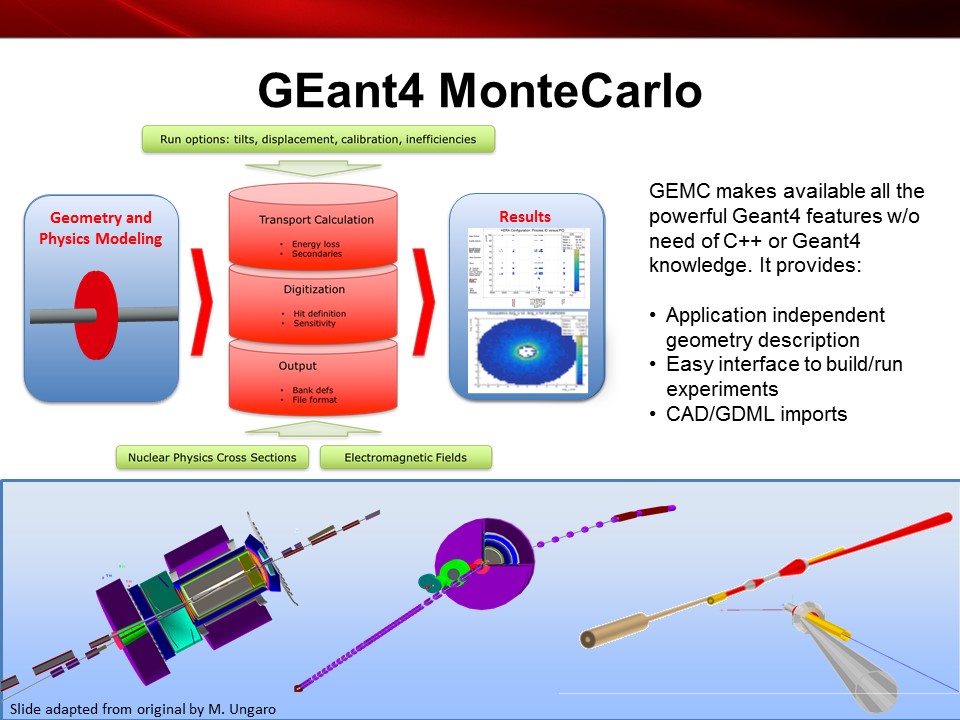 GEant4 MonteCarlo
Run options: tilts, displacement, calibration, inefficiencies
Geometry and
Physics Modeling
Transport Calculation
• Energy loss
• Secondaries
Digitization
• Hit definition
• Sensitivity
Output
• Bank defs
• File format
Results
Nuclear Physics Cross Sections
Electromagnetic Fields
GEMC makes available all the
powerful Geant4 features w/o
need of C++ or Geant4
knowledge. It provides:
• Application independent
geometry description
• Easy interface to build/run
experiments
• CAD/GDML imports
Slide adapted from original by M. Ungaro